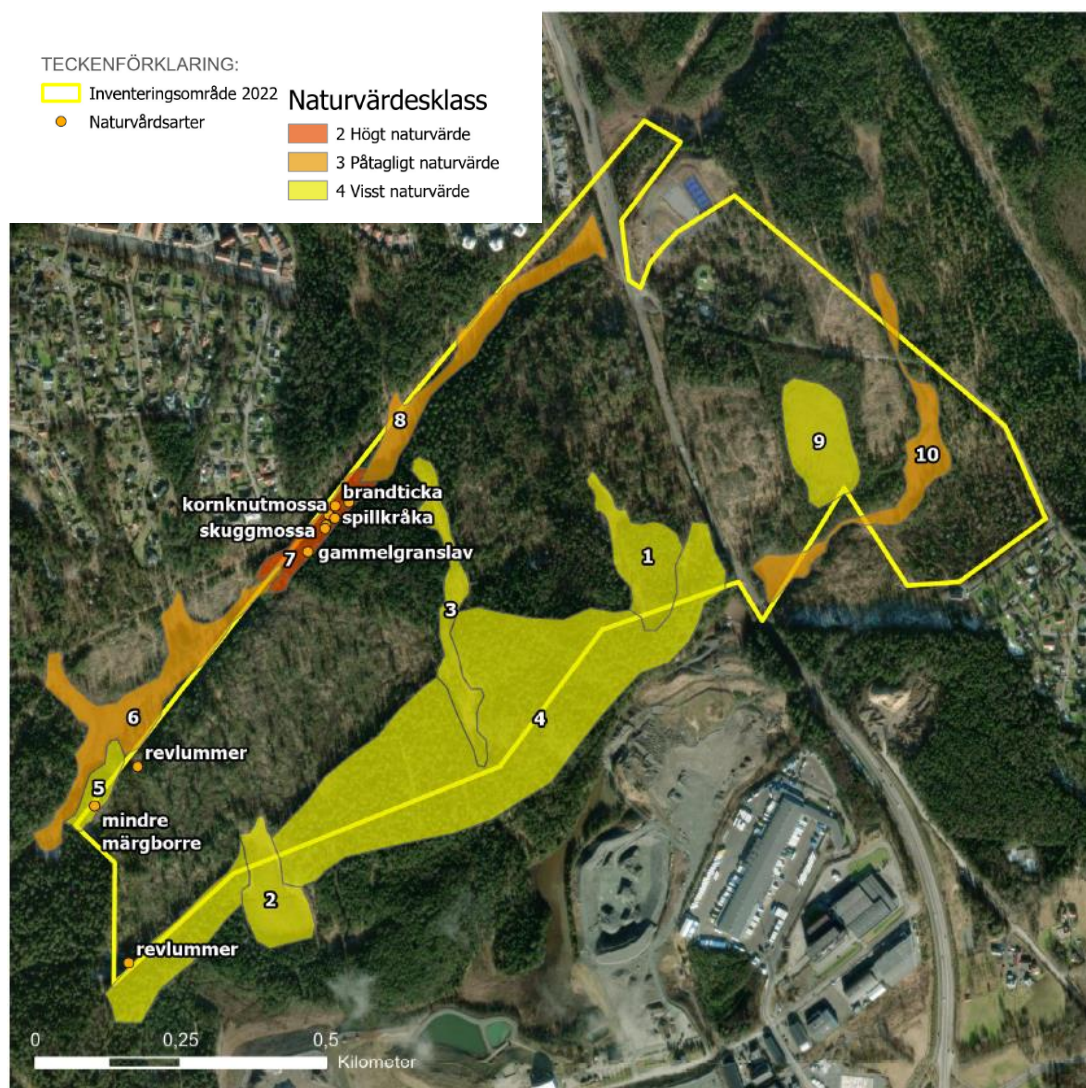 TECKENFÖRKLARING:
Inventeringsområde 2022
Naturvårdsarter
Naturvärdesklass
2 Högt naturvärde
3 Påtagligt naturvärde
4 Visst naturvärde
8
9
10
kornknutmossa
brandticka
spillkråka
skuggmossa
gammelgranslav
7
1
3
4
6
revlummer
5
mindre
märgborre
2
revlummer
0
0,25
0,5
Kilometer